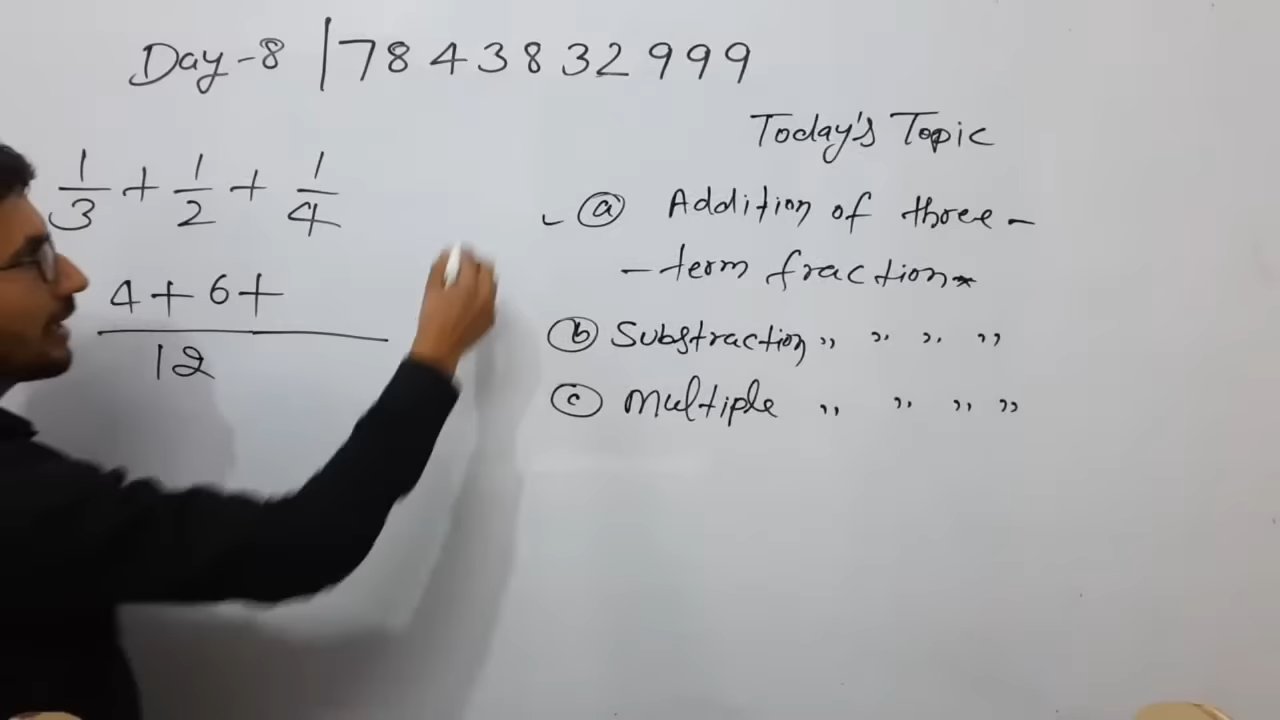 Day-8 | 7843832999
1/3 + 1/2 + 1/4
4+6+
12
Today's Topic
(a) Addition of three-
-term fraction
(b) Substraction ,, ,, ,, ,,
(c) Multiple ,, ,, ,, ,,